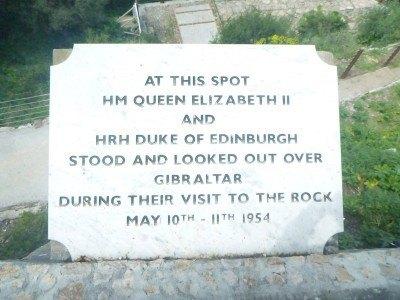 AT THIS SPOT
HM QUEEN ELIZABETH II
AND
HRH DUKE OF EDINBURGH
STOOD AND LOOKED OUT OVER
GIBRALTAR
DURING THEIR VISIT TO THE ROCK
MAY 10TH - 11TH 1954